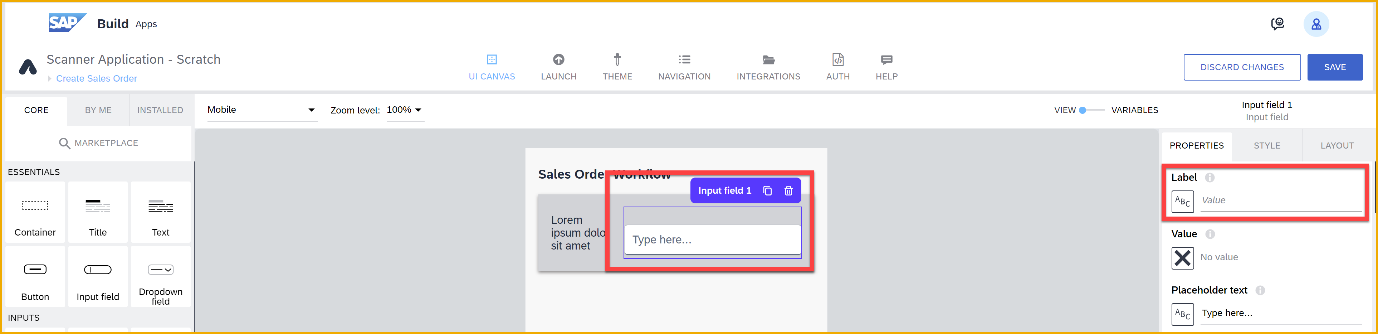 SAP Build Apps
Scanner Application - Scratch
Create Sales Order
UI CANVAS
LAUNCH
THEME
NAVIGATION
INTEGRATIONS
AUTH
HELP
DISCARD CHANGES
SAVE
CORE
BY ME
INSTALLED
Mobile
Zoom level: 100%
VIEW
VARIABLES
Input field 1
Input field
MARKETPLACE
PROPERTIES
STYLE
LAYOUT
ESSENTIALS
Container
Title
Text
Button
Input field
Dropdown
field
INPUTS
Sales Order Workflow
Input field 1
Lorem
ipsum dolo
sit amet
Type here...
Label
ABC Value
Value
No value
Placeholder text
ABC Type here...